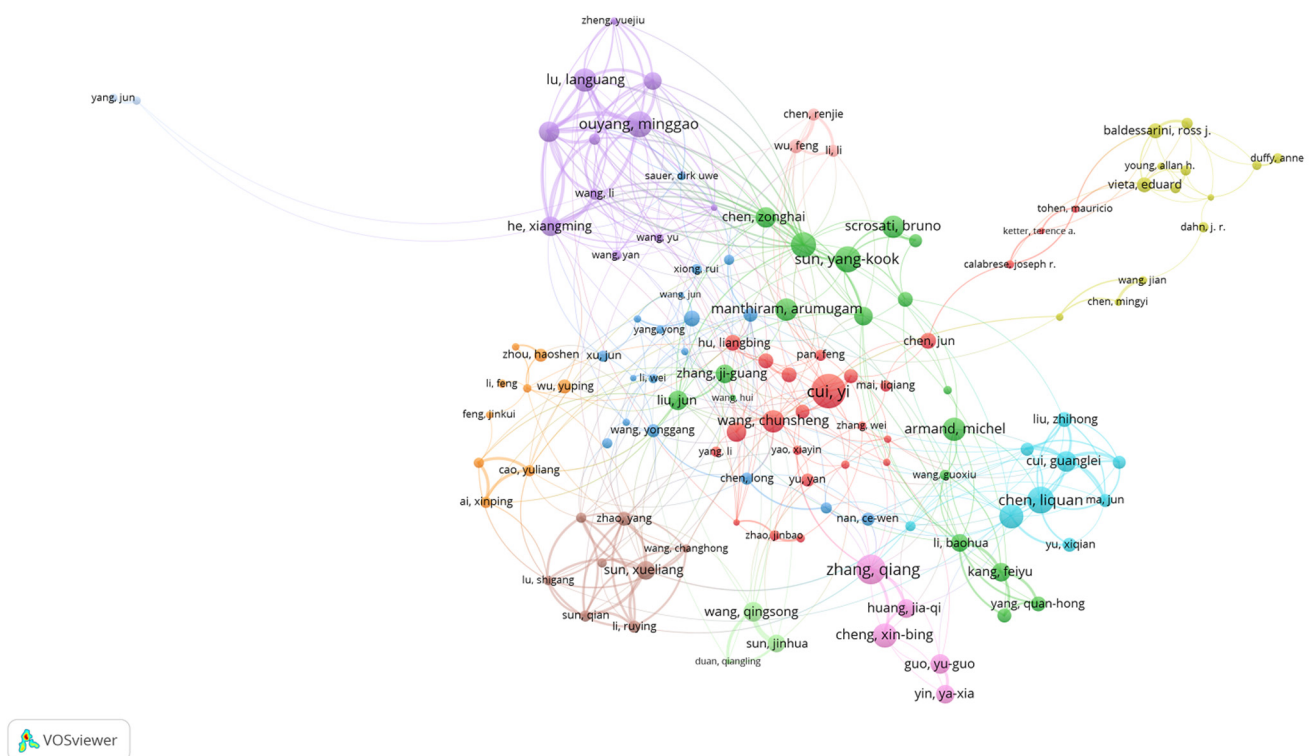 zheng, yuejiu
lu, languang
yang, jun
ouyang, minggao
chen, renjie
baldessarini, ross j.
wu, feng
li, li
duffy, anne
young, allan h.
sauer, dirk uwe
vieta, eduard
wang, li
tohen, mauricio
chen, zonghai
he, xiangming
scrosati, bruno
dahn, j. r.
ketter, terence a.
wang, yu
wang, yan
sun, yang-kook
calabrese, joseph r.
xiong, rui
wang, jian
wang, jun
chen, mingyi
manthiram, arumugam
yang, yong
hu, liangbing
chen, jun
zhou, haoshen
xu, jun
pan, feng
zhang, ji-guang
li, wei
li, feng
wu, yuping
mai, liqiang
cui, yi
wang, hui
liu, jun
feng, jinkui
wang, chunsheng
liu, zhihong
zhang, wei
armand, michel
wang, yonggang
yang, li
yao, xiayin
cui, guanglei
cao, yuliang
wang, guoxiu
chen, long
yu, yan
ai, xinping
chen, liquan
ma, jun
zhao, yang
nan, ce-wen
zhao, jinbao
li, baohua
yu, xiqian
wang, changhong
sun, xueliang
zhang, qiang
kang, feiyu
lu, shigang
yang, quan-hong
huang, jia-qi
wang, qingsong
sun, qian
li, ruying
cheng, xin-bing
sun, jinhua
duan, qiangling
guo, yu-guo
yin, ya-xia
VOSviewer